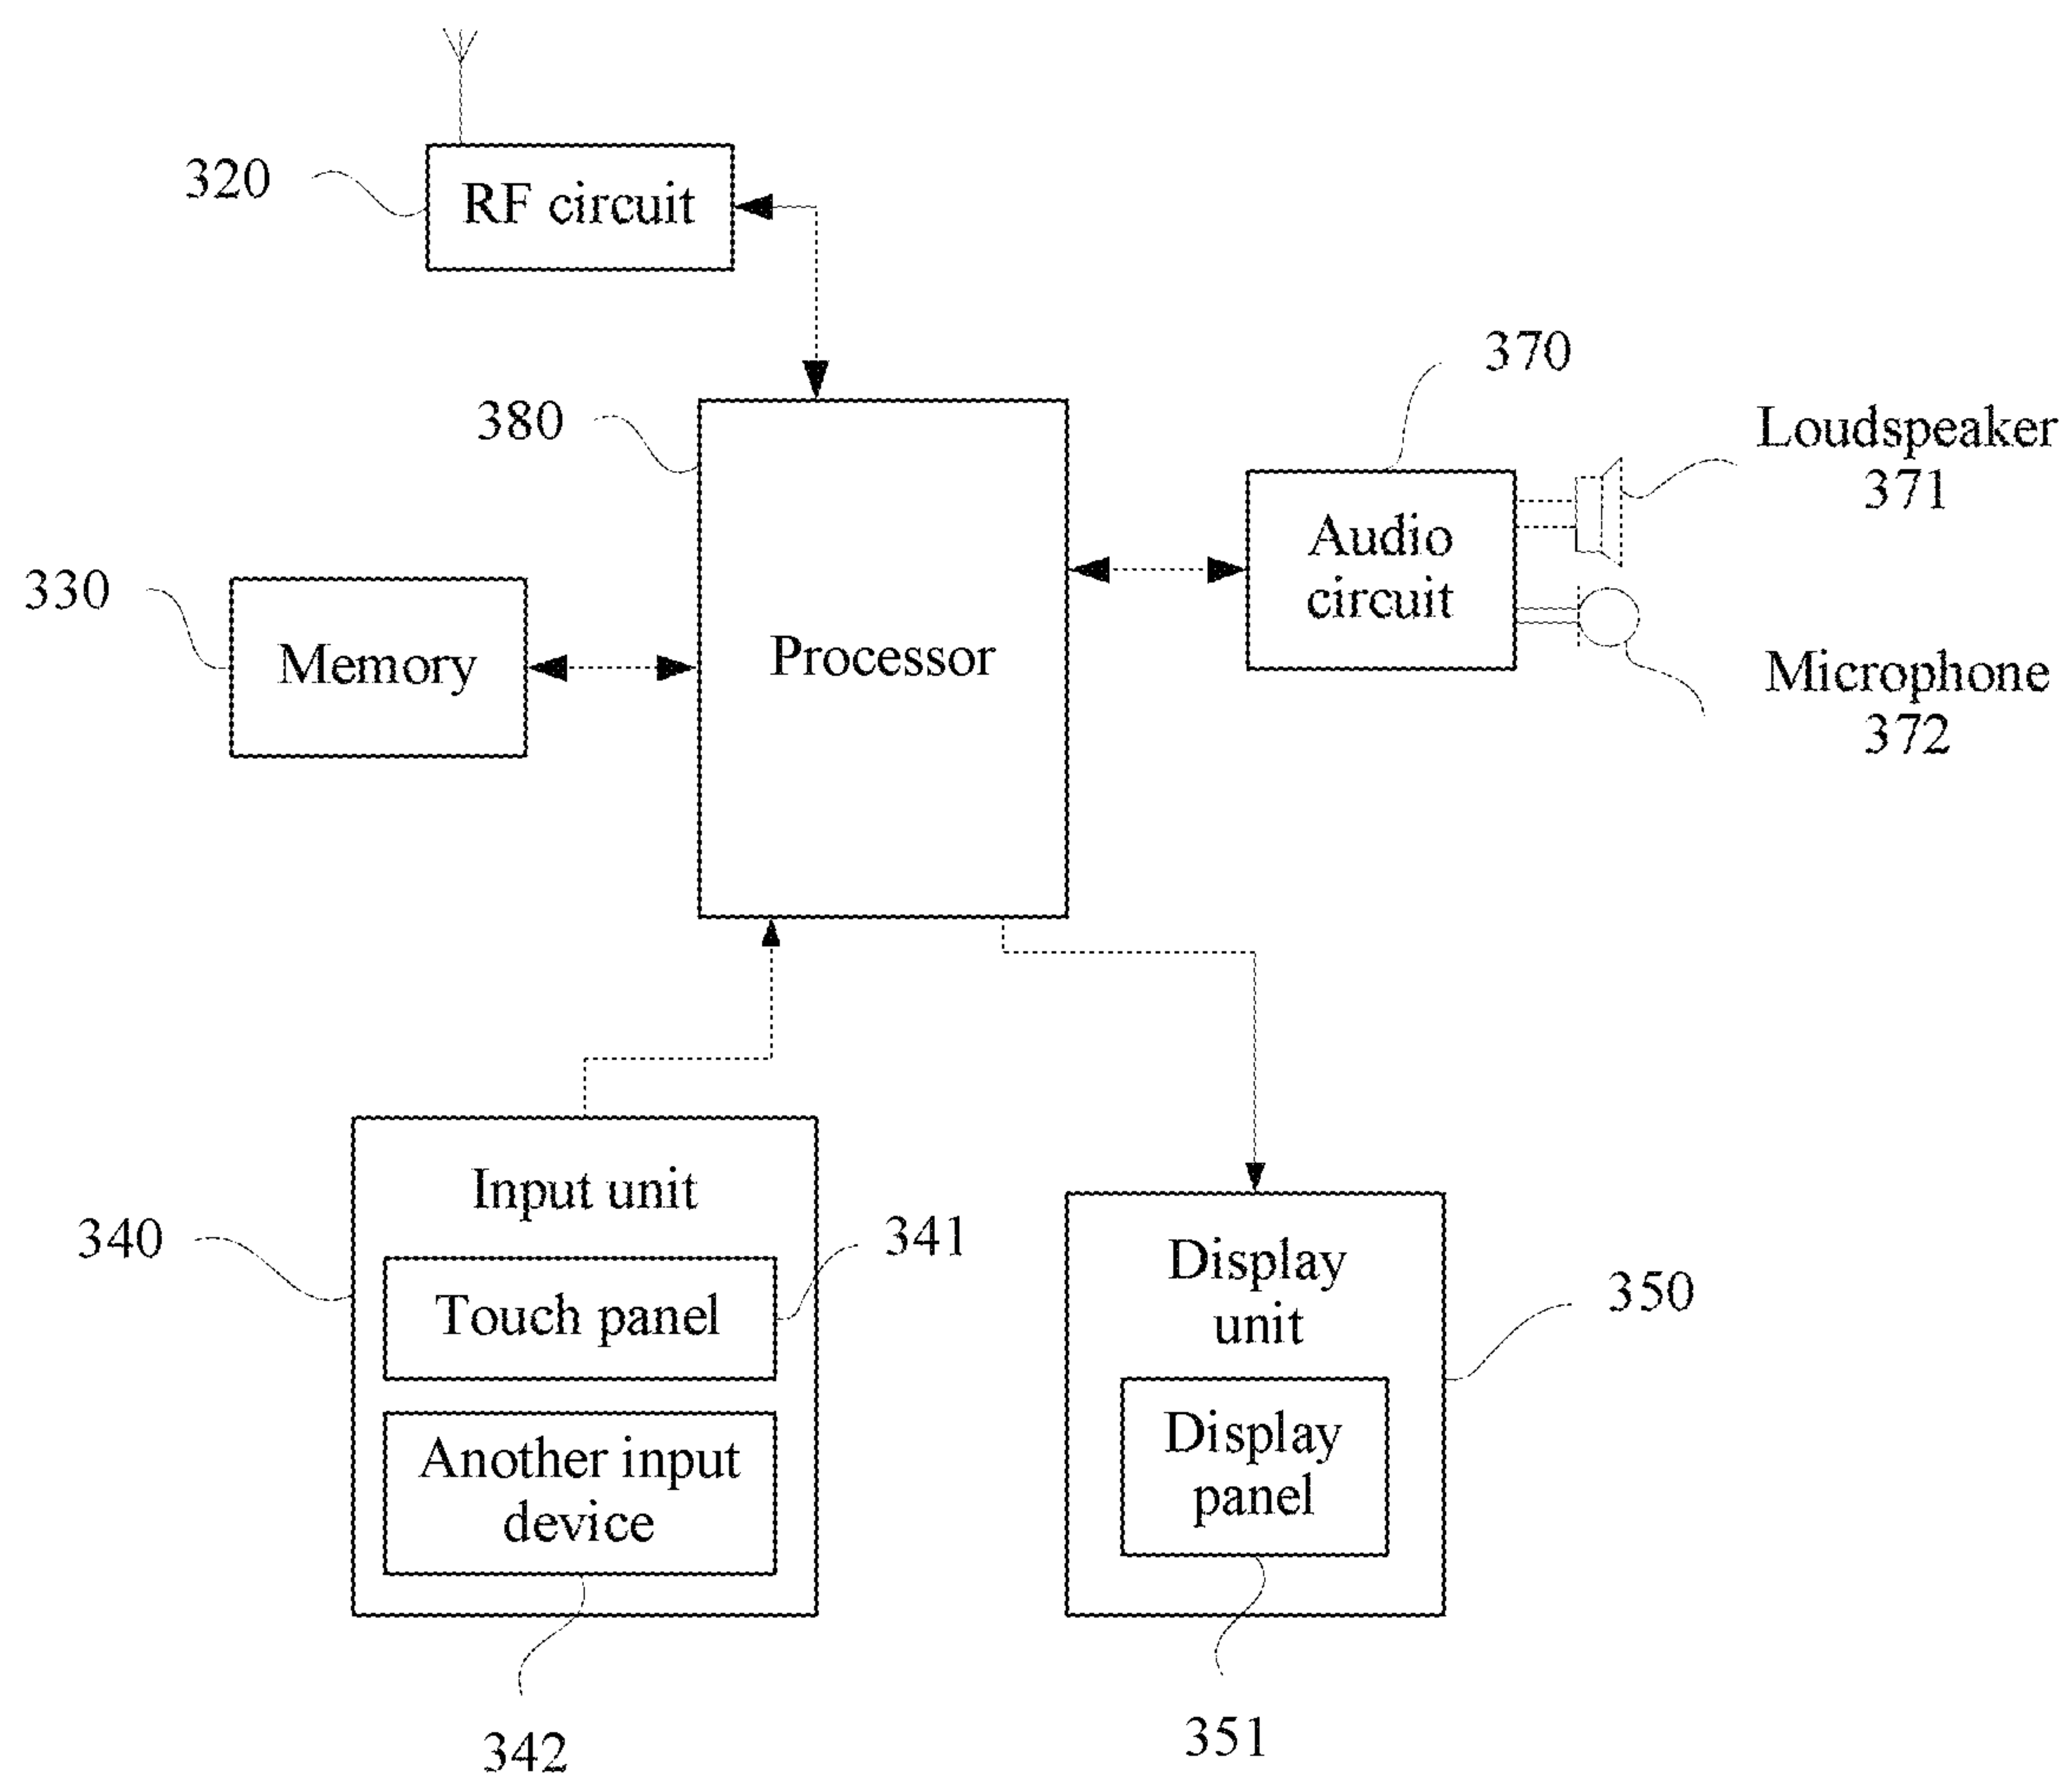 320
RF circuit
370
380
Loudspeaker
371
Audio
circuit
330
Memory
Processor
Microphone
372
Input unit
340
341
Touch panel
Display
unit
350
Another input
device
Display
panel
342
351